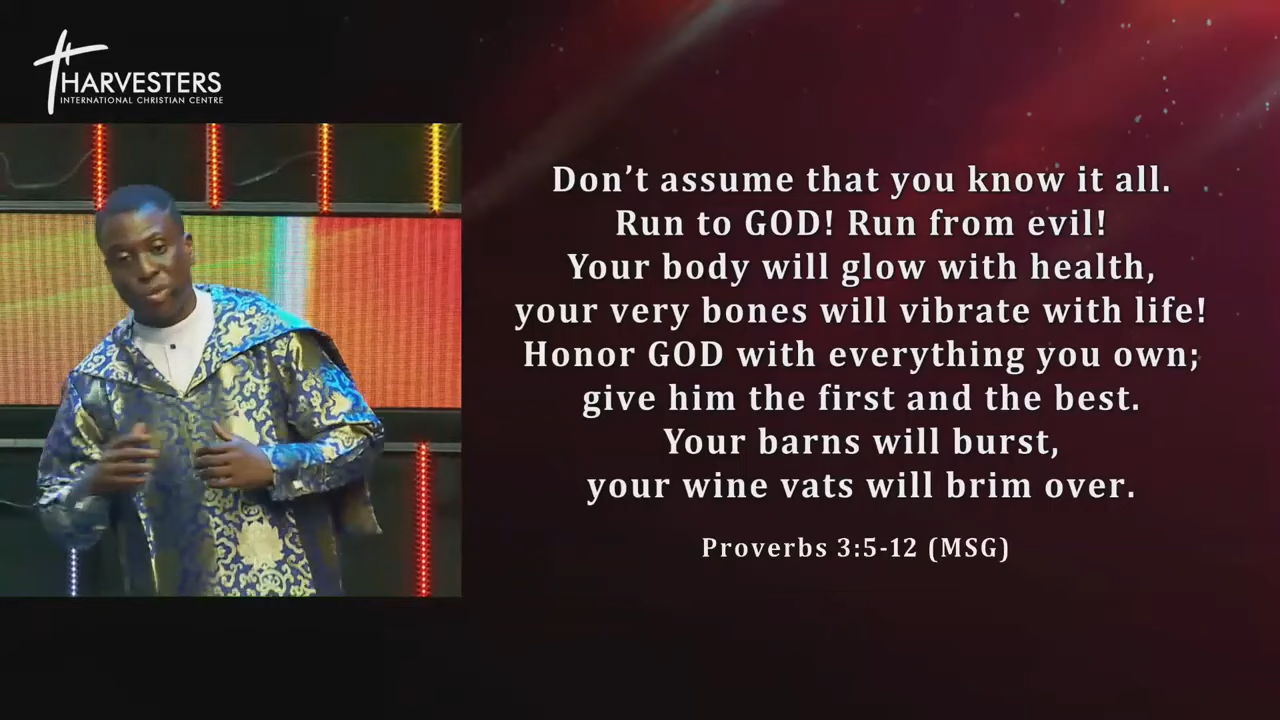 HARVESTERS
INTERNATIONAL CHRISTIAN CENTRE
Don’t assume that you know it all.
Run to GOD! Run from evil!
Your body will glow with health,
your very bones will vibrate with life!
Honor GOD with everything you own;
give him the first and the best.
Your barns will burst,
your wine vats will brim over.
Proverbs 3:5-12 (MSG)